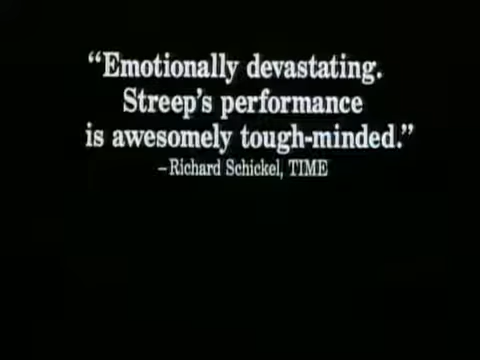 “Emotionally devastating.
Streep’s performance
is awesomely tough-minded.”
–Richard Schickel, TIME